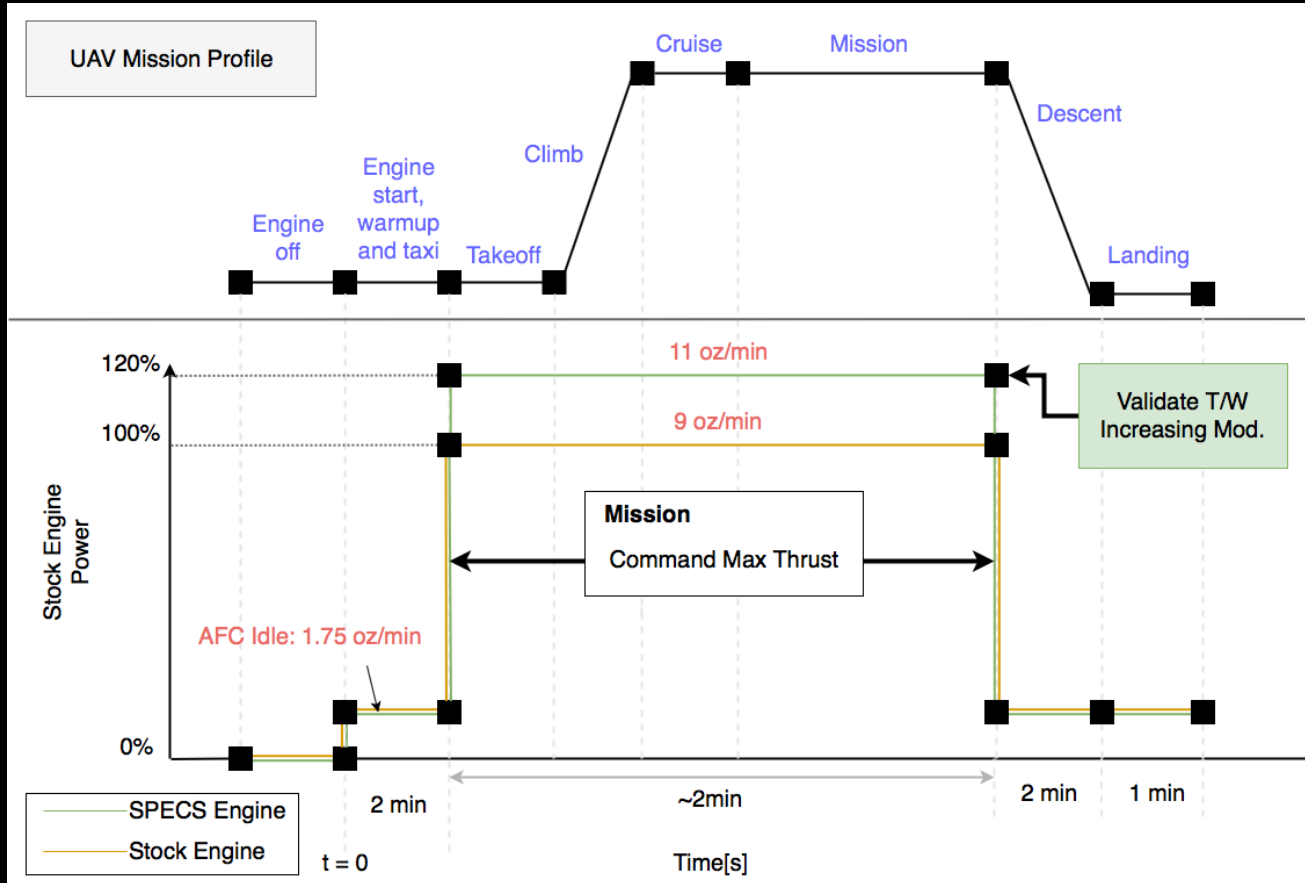 UAV Mission Profile
Cruise
Mission
Descent
Climb
Engine
start,
warmup
and taxi
Engine
off
Takeoff
Landing
120%
11 oz/min
100%
9 oz/min
Validate T/W
Increasing Mod.
Stock Engine
Power
Mission
Command Max Thrust
AFC Idle: 1.75 oz/min
0%
2 min
~2min
2 min
1 min
SPECS Engine
Stock Engine
t = 0
Time[s]